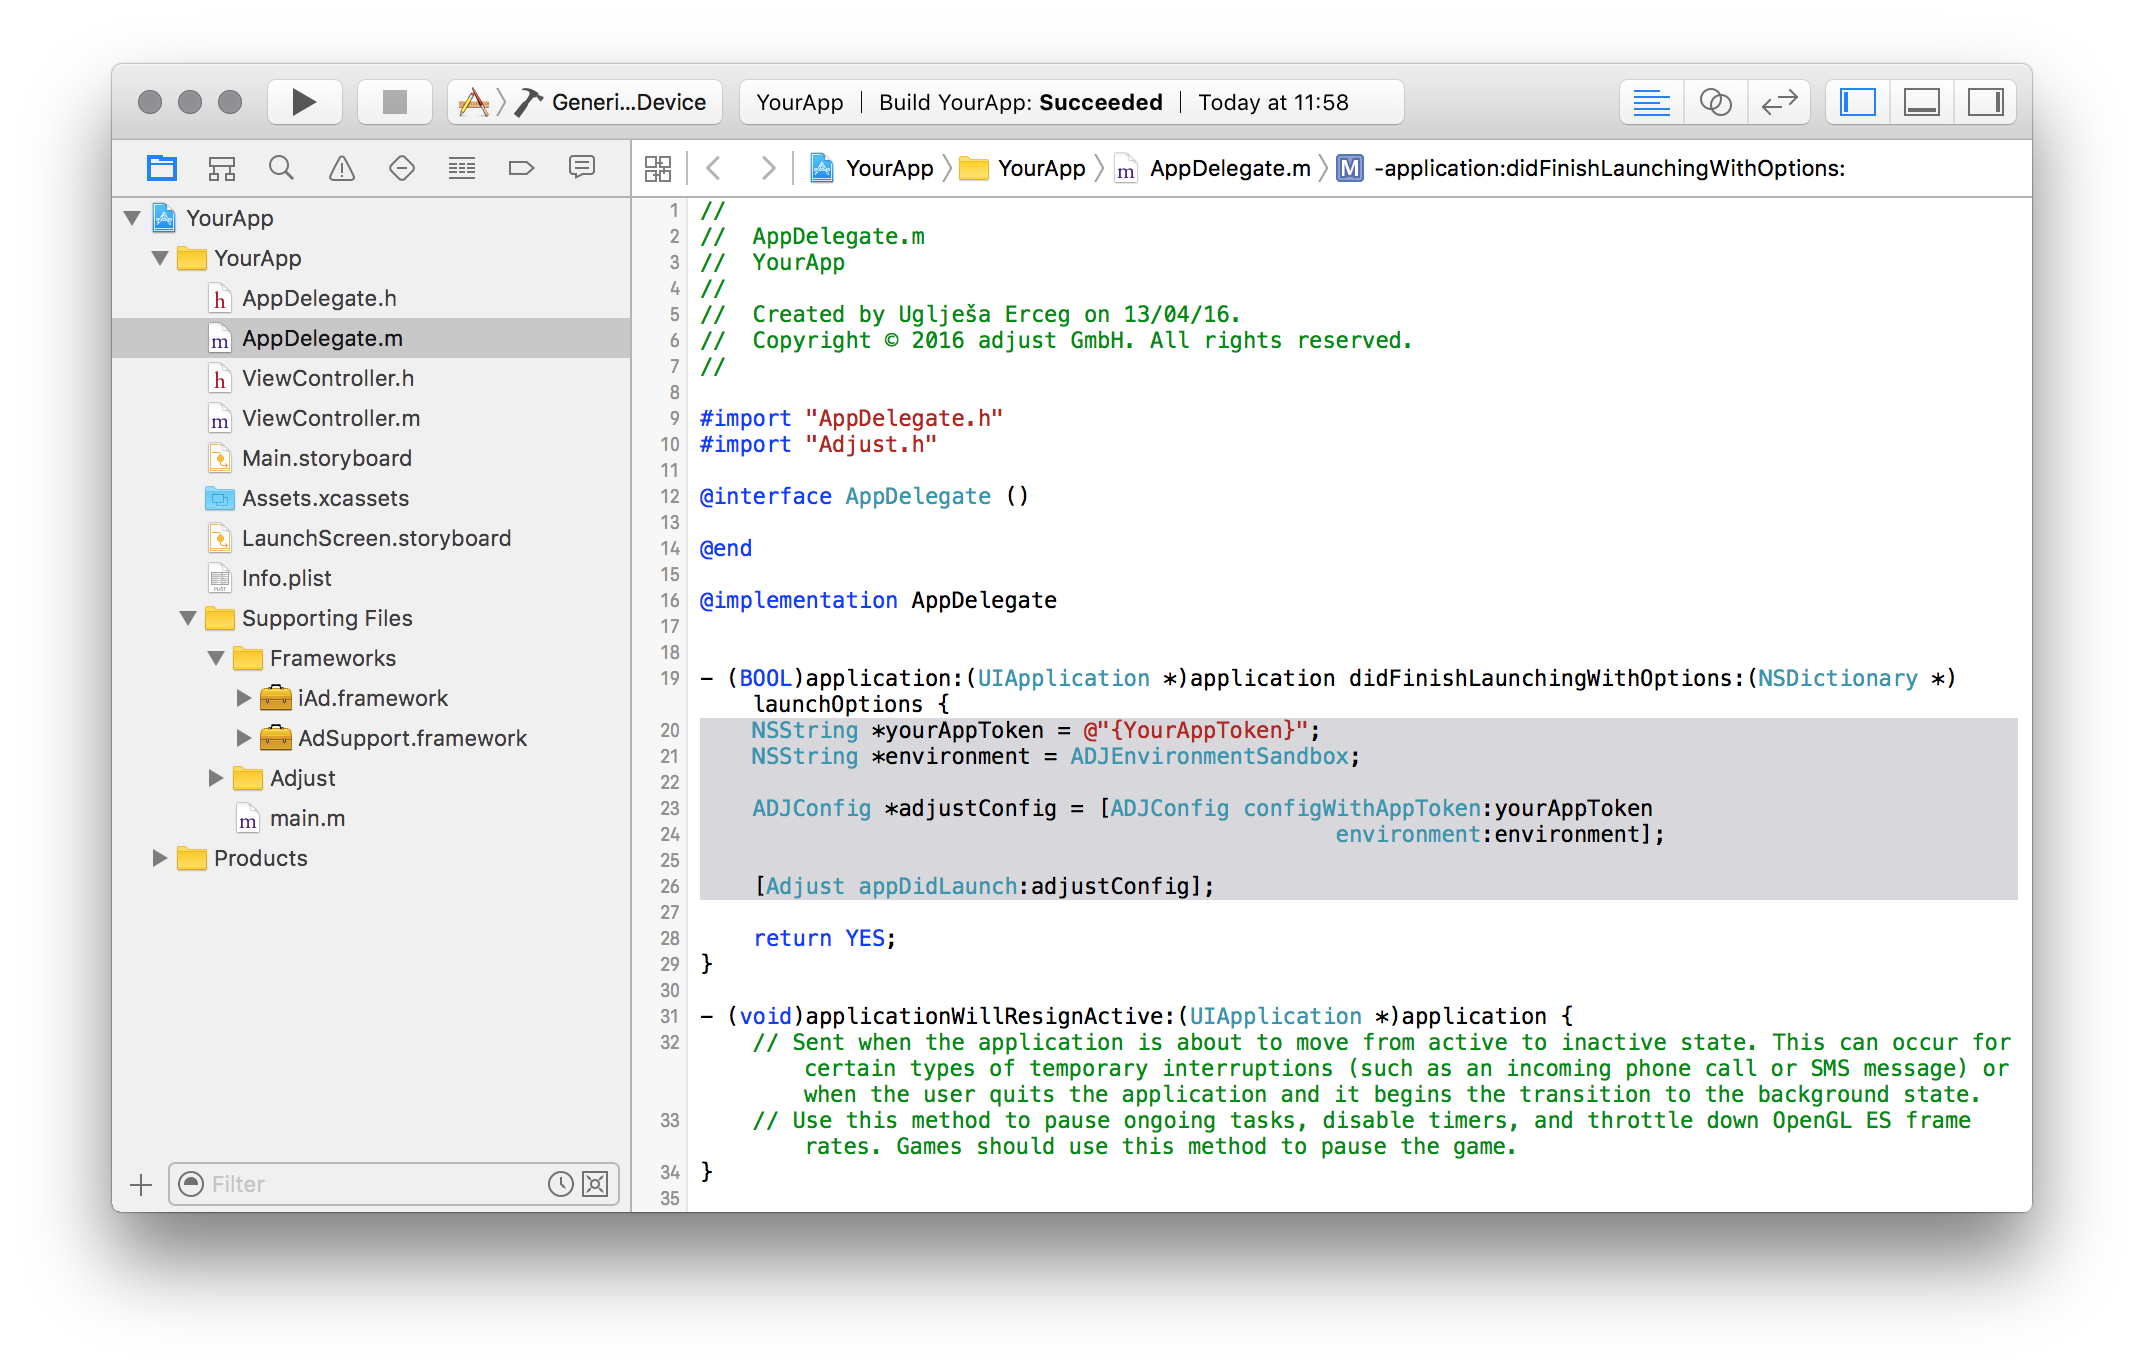 Generi...Device
YourApp | Build YourApp: Succeeded | Today at 11:58
YourApp
YourApp
AppDelegate.m
M
-application:didFinishLaunchingWithOptions:
YourApp
YourApp
h AppDelegate.h
m AppDelegate.m
h ViewController.h
m ViewController.m
Main.storyboard
Assets.xcassets
LaunchScreen.storyboard
Info.plist
Supporting Files
Frameworks
iAd.framework
AdSupport.framework
Adjust
m main.m
Products
Filter
1 //
2 //  AppDelegate.m
3 //  YourApp
4 //
5 //  Created by Uglješa Erceg on 13/04/16.
6 //  Copyright © 2016 adjust GmbH. All rights reserved.
7 //
8
9 #import "AppDelegate.h"
10 #import "Adjust.h"
11
12 @interface AppDelegate ()
13
14 @end
15
16 @implementation AppDelegate
17
18
19 - (BOOL)application:(UIApplication *)application didFinishLaunchingWithOptions:(NSDictionary *)
launchOptions {
20 NSString *yourAppToken = @"{YourAppToken}";
21 NSString *environment = ADJEnvironmentSandbox;
22
23 ADJConfig *adjustConfig = [ADJConfig configWithAppToken:yourAppToken
24 environment:environment];
25
26 [Adjust appDidLaunch:adjustConfig];
27
28 return YES;
29 }
30
31 - (void)applicationWillResignActive:(UIApplication *)application {
32 // Sent when the application is about to move from active to inactive state. This can occur for
certain types of temporary interruptions (such as an incoming phone call or SMS message) or
when the user quits the application and it begins the transition to the background state.
33 // Use this method to pause ongoing tasks, disable timers, and throttle down OpenGL ES frame
rates. Games should use this method to pause the game.
34 }
35